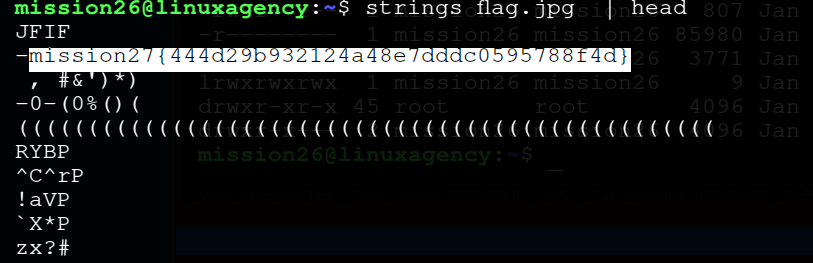 mission26@linuxagency:~$ strings flag.jpg | head
JFIF
-mission27{444d29b932124a48e7dddc0595788f4d}
 , #&')*)
-0-(0%()(
(((((((((((((((((((((((((((((((((((((((((((((((((
RYBP
^C^rP
!aVP
`X*P
zx?#
807 Jan
-r-------- 1 mission26 mission26 85980 Jan
3771 Jan
lrwxrwxrwx 1 mission26 mission26 9 Jan
drwxr-xr-x 45 root root 4096 Jan
96 Jan
mission26@linuxagency:~$